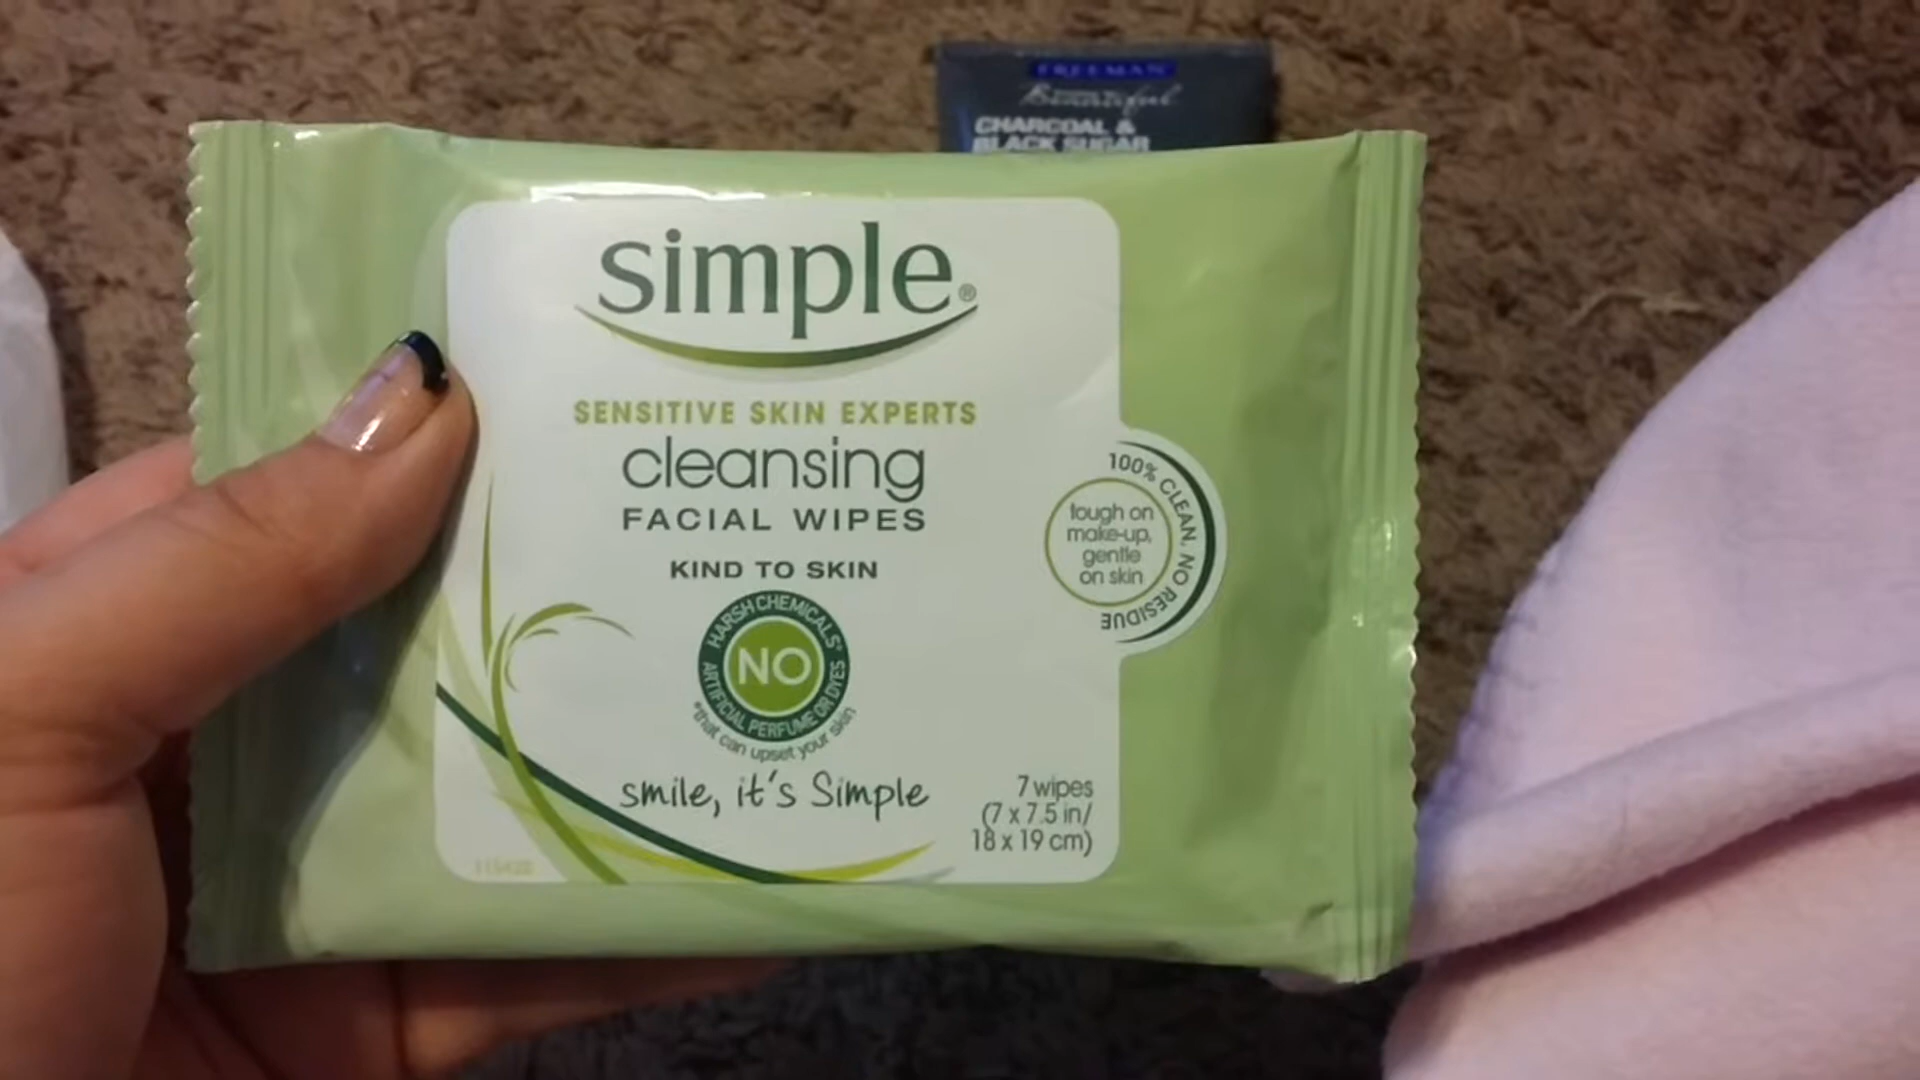 FREEMAN
Beautiful
CHARCOAL &
BLACK SUGAR
simple®
SENSITIVE SKIN EXPERTS
cleansing
FACIAL WIPES
KIND TO SKIN
100% CLEAN, NO RESIDUE
tough on
make-up,
gentle
on skin
NO
HARSH CHEMICALS*
ARTIFICIAL PERFUME OR DYES
*that can upset your skin
smile, it's Simple
7 wipes
(7 x 7.5 in/
18 x 19 cm)